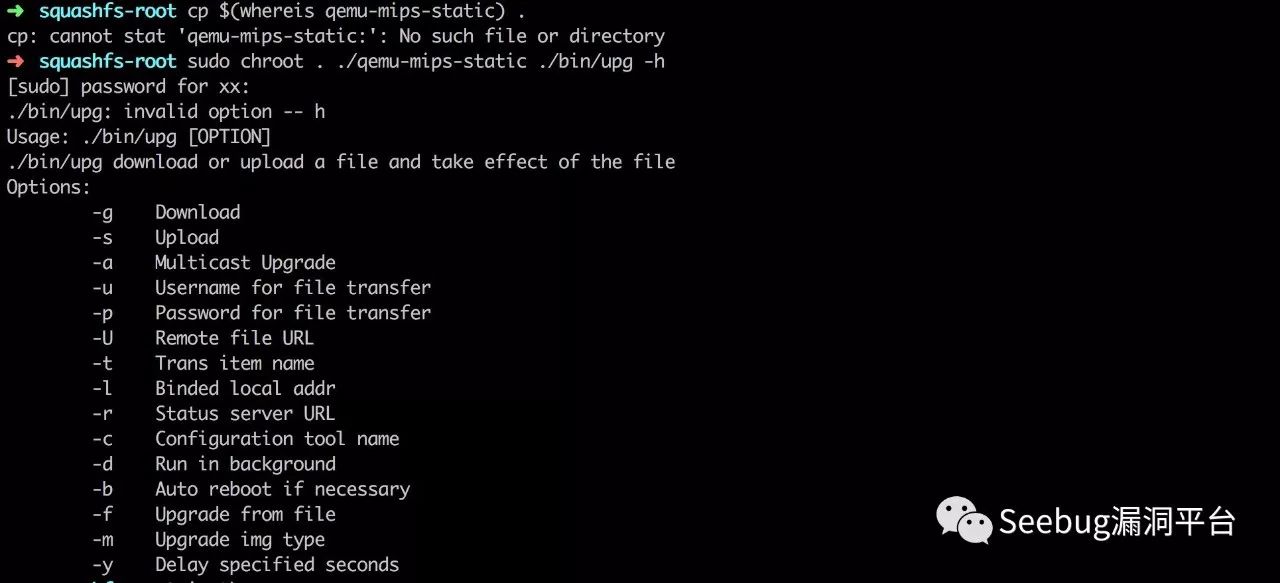 ➜ squashfs-root cp $(whereis qemu-mips-static) .
cp: cannot stat 'qemu-mips-static:': No such file or directory
➜ squashfs-root sudo chroot . ./qemu-mips-static ./bin/upg -h
[sudo] password for xx:
./bin/upg: invalid option -- h
Usage: ./bin/upg [OPTION]
./bin/upg download or upload a file and take effect of the file
Options:
-g Download
-s Upload
-a Multicast Upgrade
-u Username for file transfer
-p Password for file transfer
-U Remote file URL
-t Trans item name
-l Binded local addr
-r Status server URL
-c Configuration tool name
-d Run in background
-b Auto reboot if necessary
-f Upgrade from file
-m Upgrade img type
-y Delay specified seconds
Seebug漏洞平台